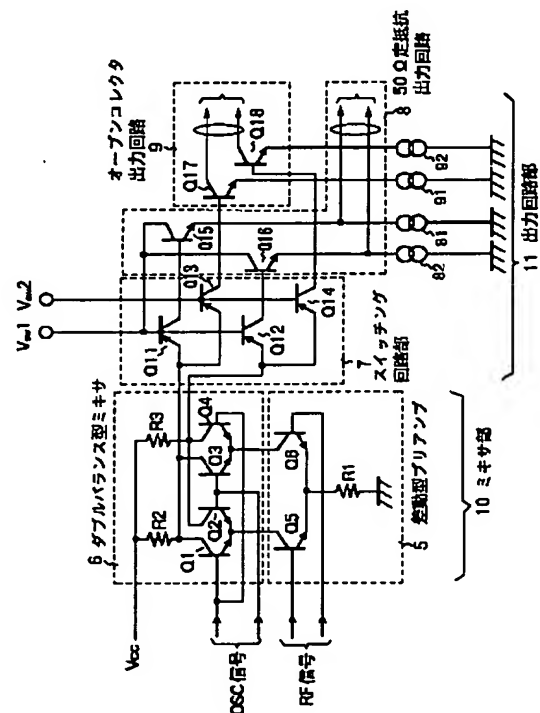 Vcc
6 ダブルバランス型ミキサ
R2
R3
Q1
Q2
Q3
Q4
OSC信号
RF信号
Q5
Q6
R1
5 差動型プリアンプ
10 ミキサ部
Vsw1 Vsw2
Q11
Q12
Q13
Q14
7
スイッチング
回路部
Q15
Q16
オープンコレクタ
出力回路
9
Q17
Q18
50Ω定抵抗
出力回路
8
82
81
91
92
11 出力回路部